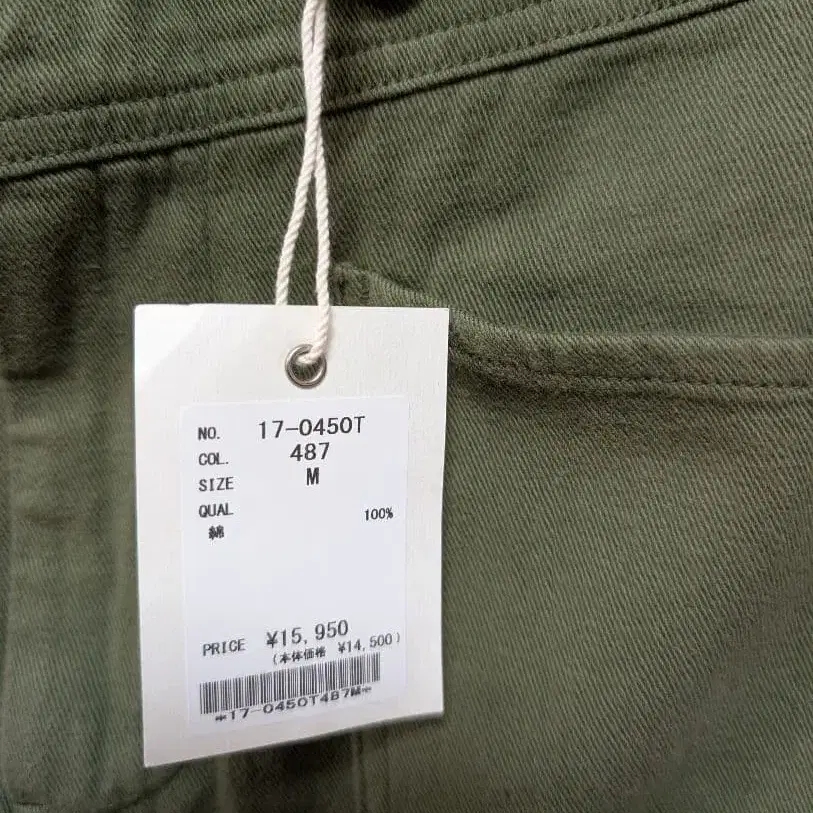 NO. 17-0450T
COL. 487
SIZE M
QUAL 100%
綿
PRICE ¥15,950
(本体価格 ¥14,500)
*17-0450T487M*